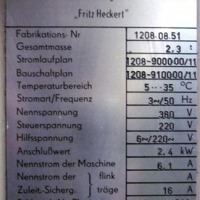 „Fritz Heckert"
Fabrikations-Nr 1208.08.51
Gesamtmasse 2.3 t
Stromlaufplan 1208-90000/11
Bauschaltplan 1208-91000/11
Temperaturbereich 5...35 °C
Stromart/Frequenz 3~/50 Hz
Nennspannung 380 V
Steuerspannung 220 V
Hilfsspannung 6~/220~ V
Anschlußwert 2.4 kW
Nennstrom der Maschine 6.1 A
Nennstrom der flink A
Zuleit.-Sicherg. träge 16 A